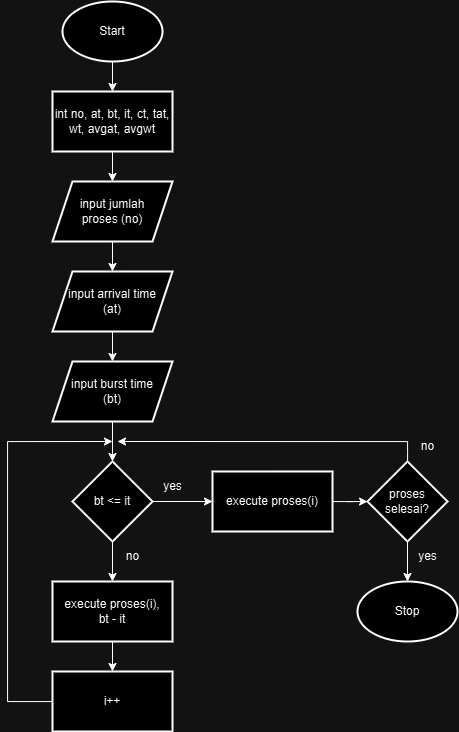 Start
int no, at, bt, it, ct, tat,
wt, avgat, avgwt
input jumlah
proses (no)
input arrival time
(at)
input burst time
(bt)
no
bt <= it
yes
execute proses(i)
proses
selesai?
no
yes
execute proses(i),
bt - it
Stop
i++